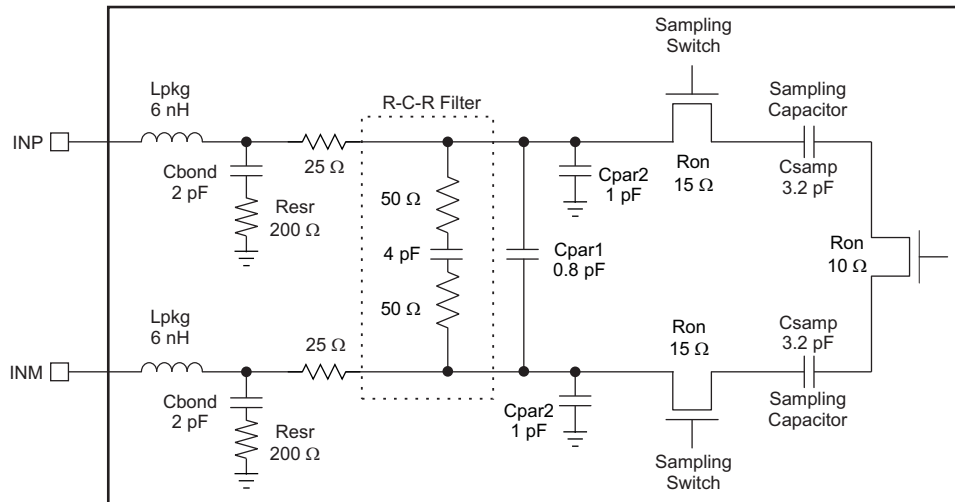 Sampling
Switch
Lpkg
6 nH
R-C-R Filter
Sampling
Capacitor
INP
25 Ω
Cbond
2 pF
Ron
15 Ω
Csamp
3.2 pF
Cpar2
1 pF
50 Ω
Resr
200 Ω
4 pF
Cpar1
0.8 pF
Ron
10 Ω
50 Ω
Lpkg
6 nH
25 Ω
Ron
15 Ω
Csamp
3.2 pF
INM
Cbond
2 pF
Cpar2
1 pF
Sampling
Capacitor
Resr
200 Ω
Sampling
Switch